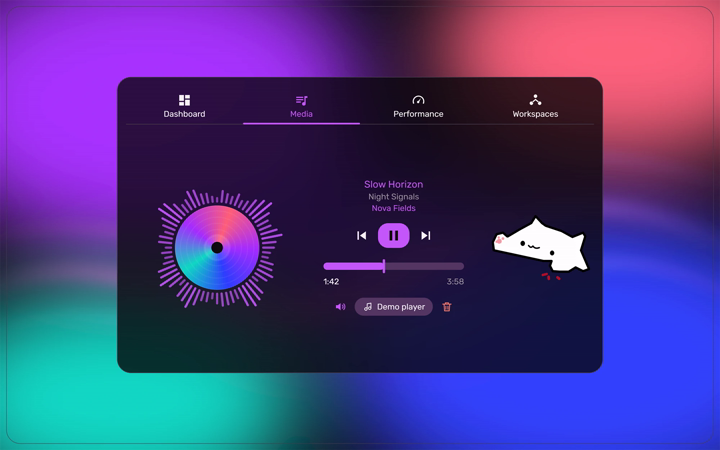 Dashboard
Media
Performance
Workspaces
Slow Horizon
Night Signals
Nova Fields
1:42
3:58
Demo player